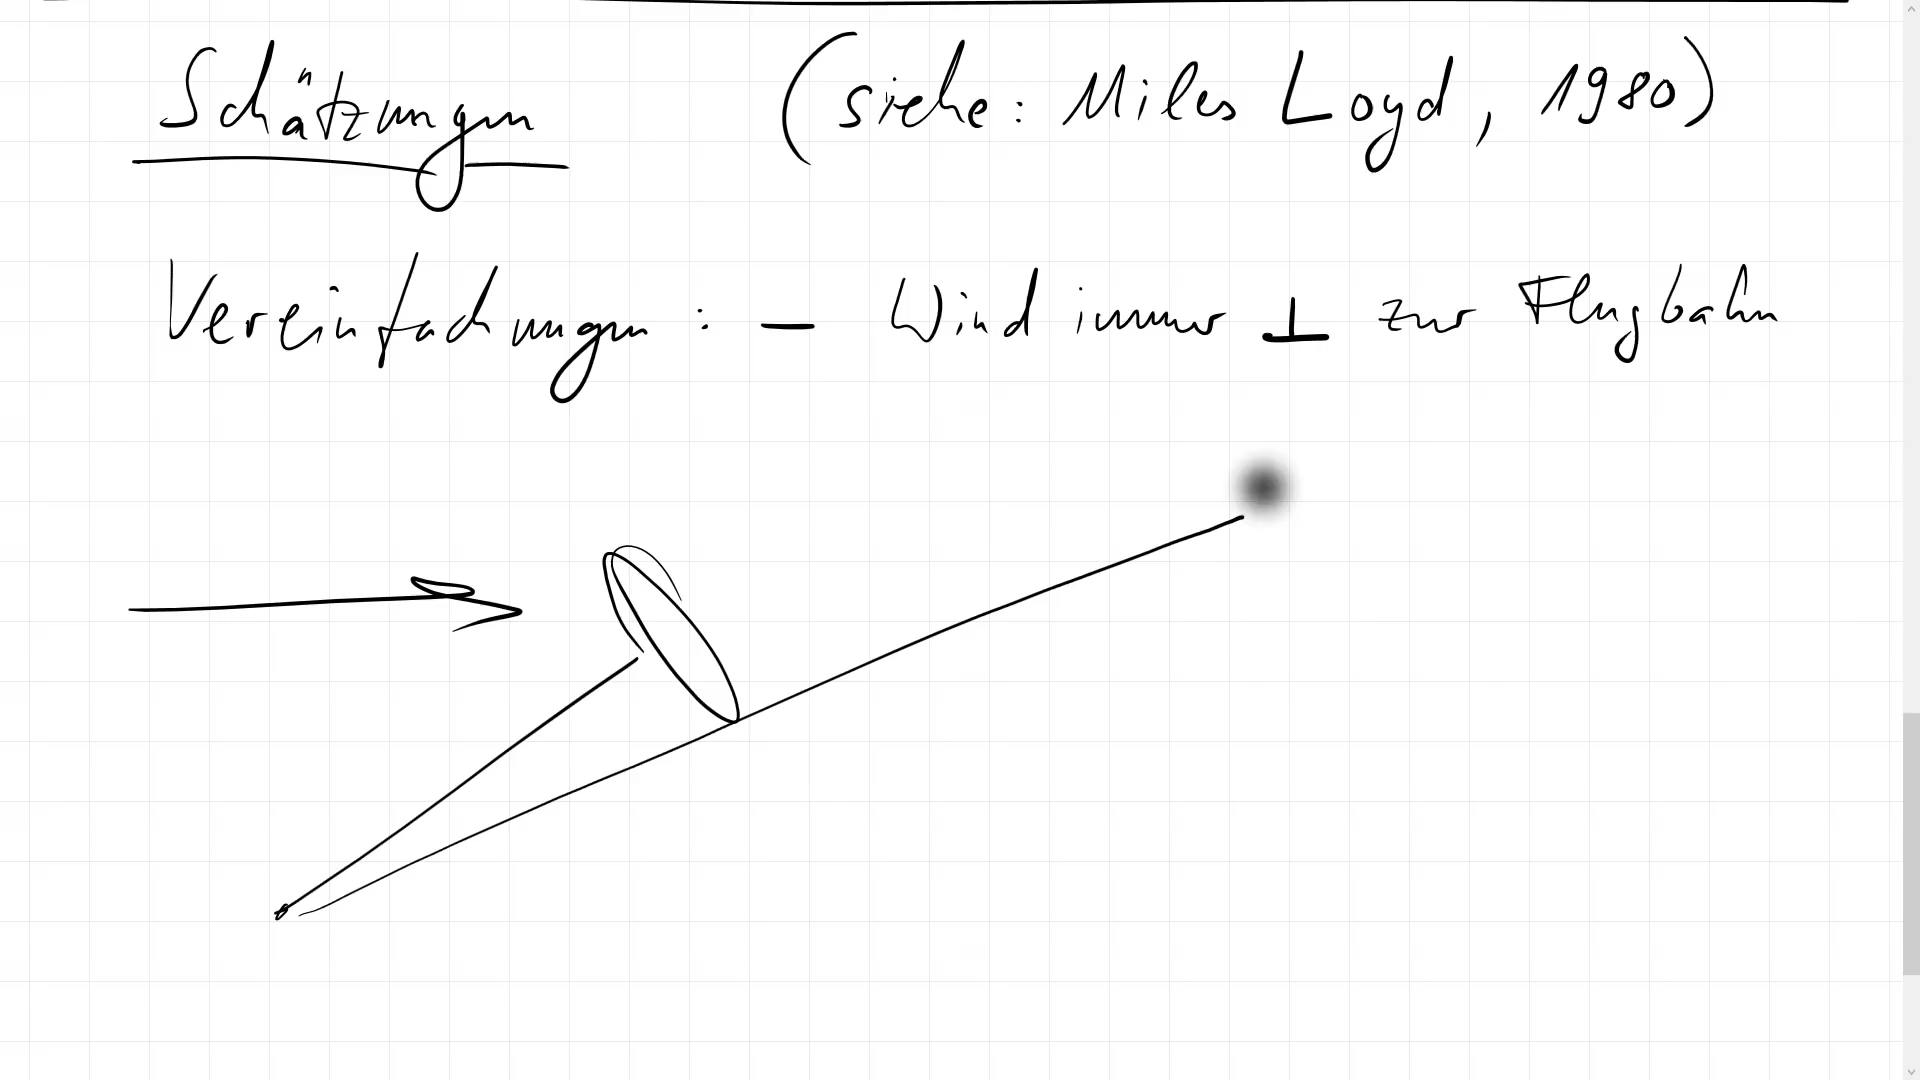 Schätzungen (siehe: Miles Loyd, 1980)
Vereinfachungen: – Wind immer ⊥ zur Flugbahn